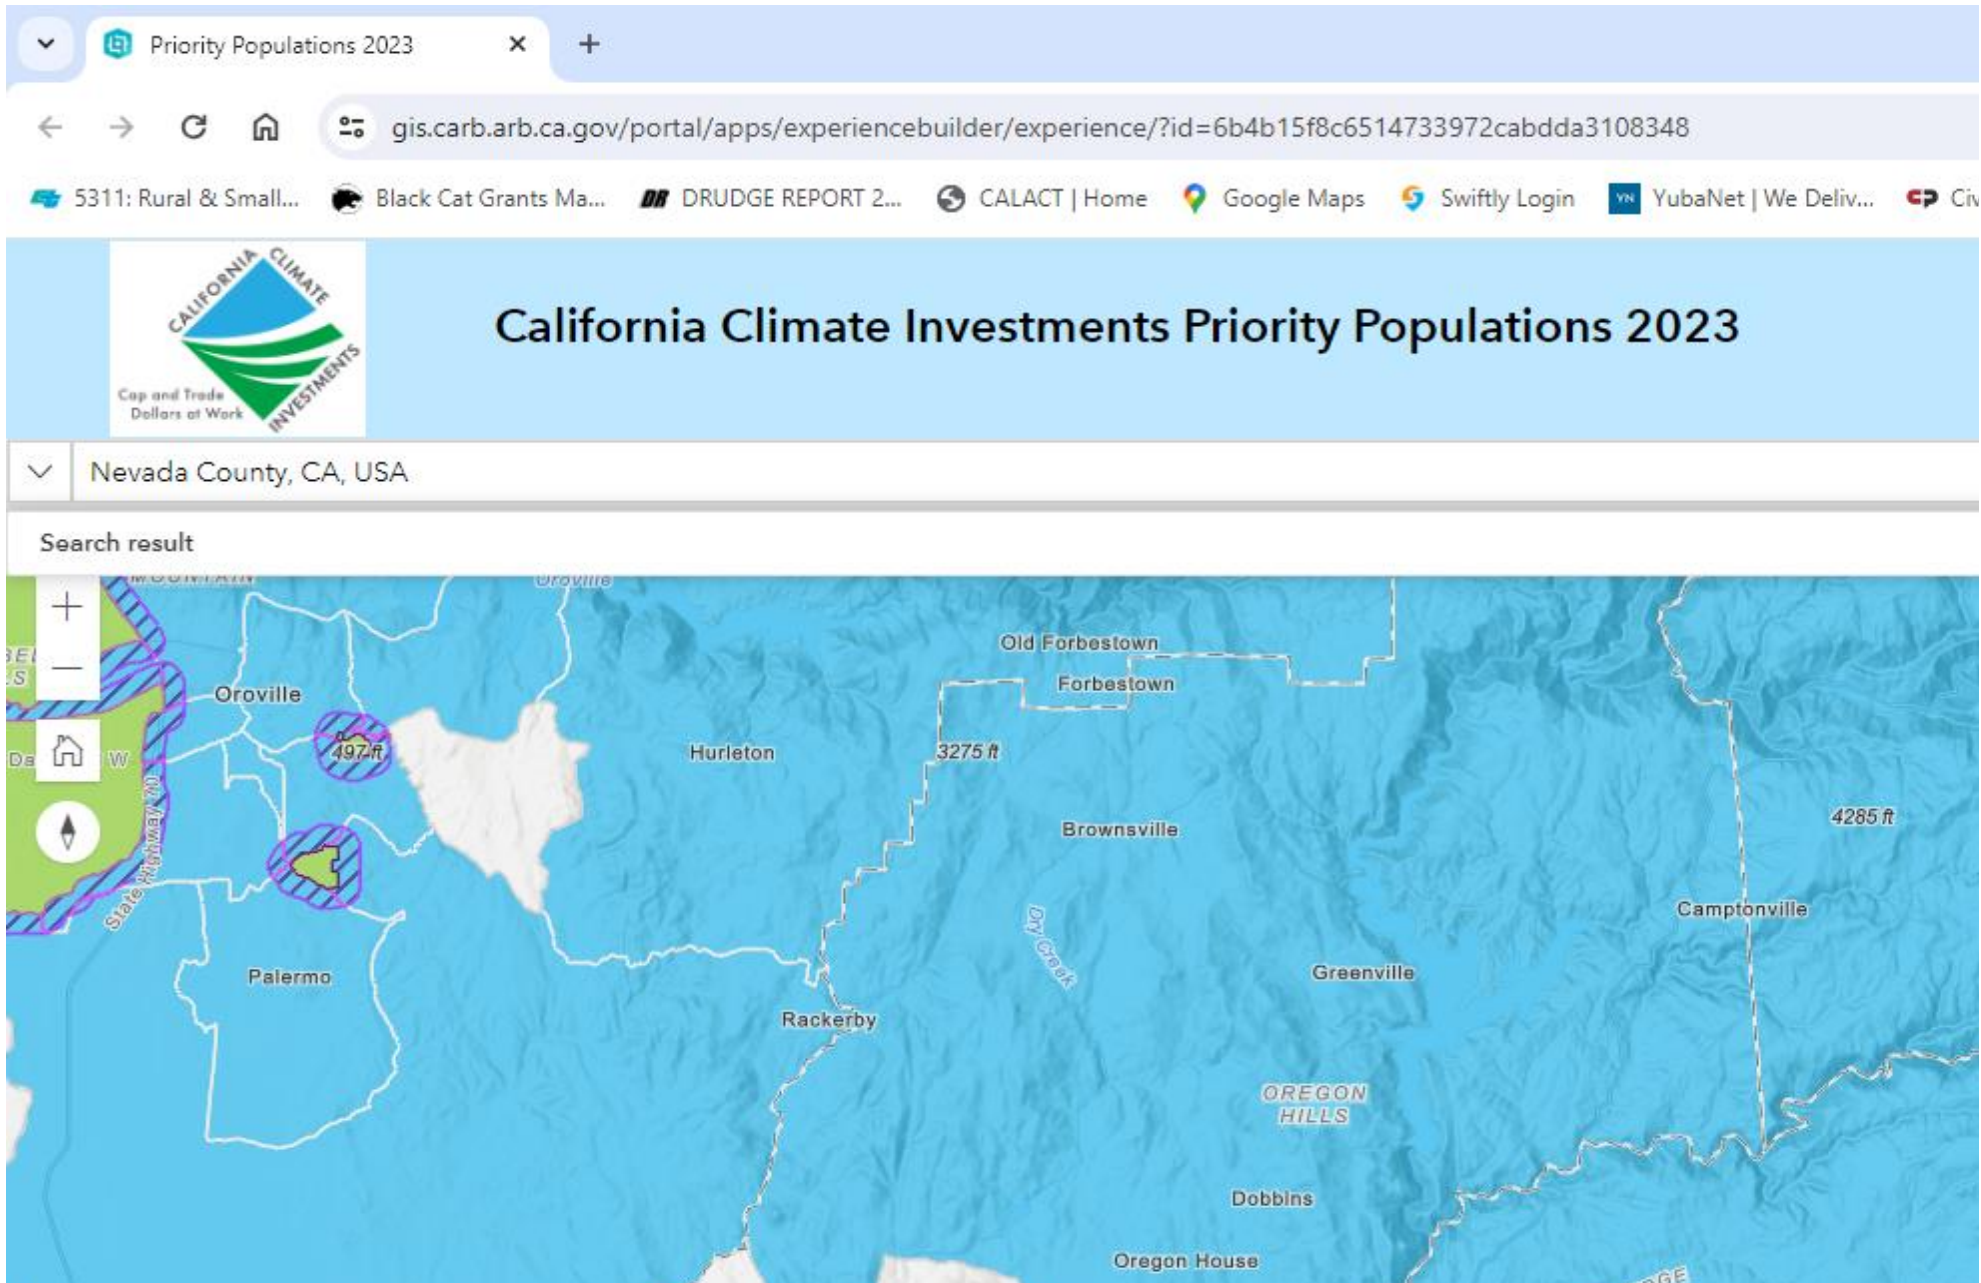 Priority Populations 2023
gis.carb.arb.ca.gov/portal/apps/experiencebuilder/experience/?id=6b4b15f8c6514733972cabdda3108348
5311: Rural & Small... Black Cat Grants Ma... DRUDGE REPORT 2... CALACT | Home Google Maps Swiftly Login YubaNet | We Deliv... Civ
CALIFORNIA CLIMATE INVESTMENTS
Cap and Trade
Dollars at Work
California Climate Investments Priority Populations 2023
Nevada County, CA, USA
Search result
MOUNTAIN
Oroville
Old Forbestown
Forbestown
Oroville
497 ft
Hurleton
3275 ft
W
State Highway 70
Brownsville
4285 ft
Camptonville
Dry Creek
Greenville
Palermo
Rackerby
OREGON
HILLS
Dobbins
Oregon House